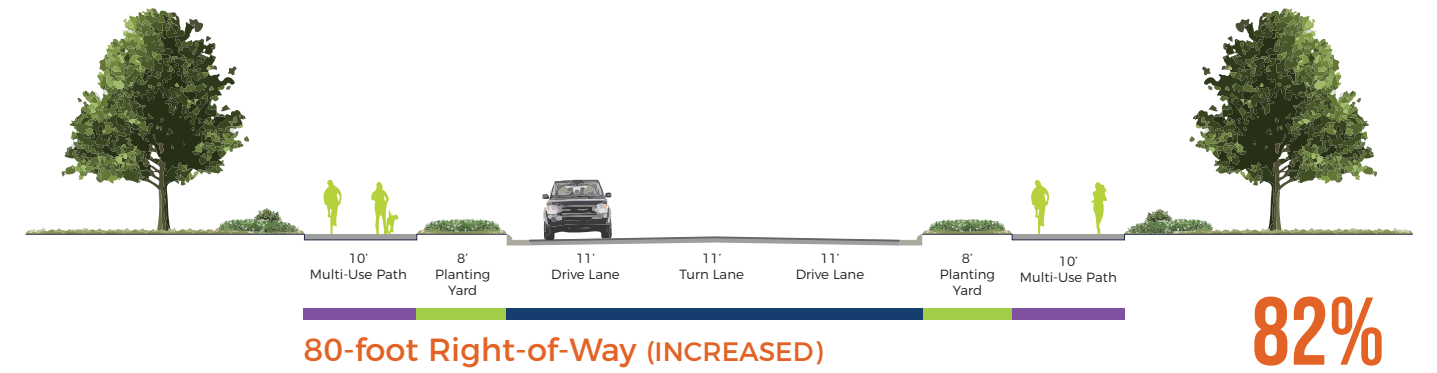 10′
Multi-Use Path
8′
Planting
Yard
11′
Drive Lane
11′
Turn Lane
11′
Drive Lane
8′
Planting
Yard
10′
Multi-Use Path
80-foot Right-of-Way (INCREASED)
82%